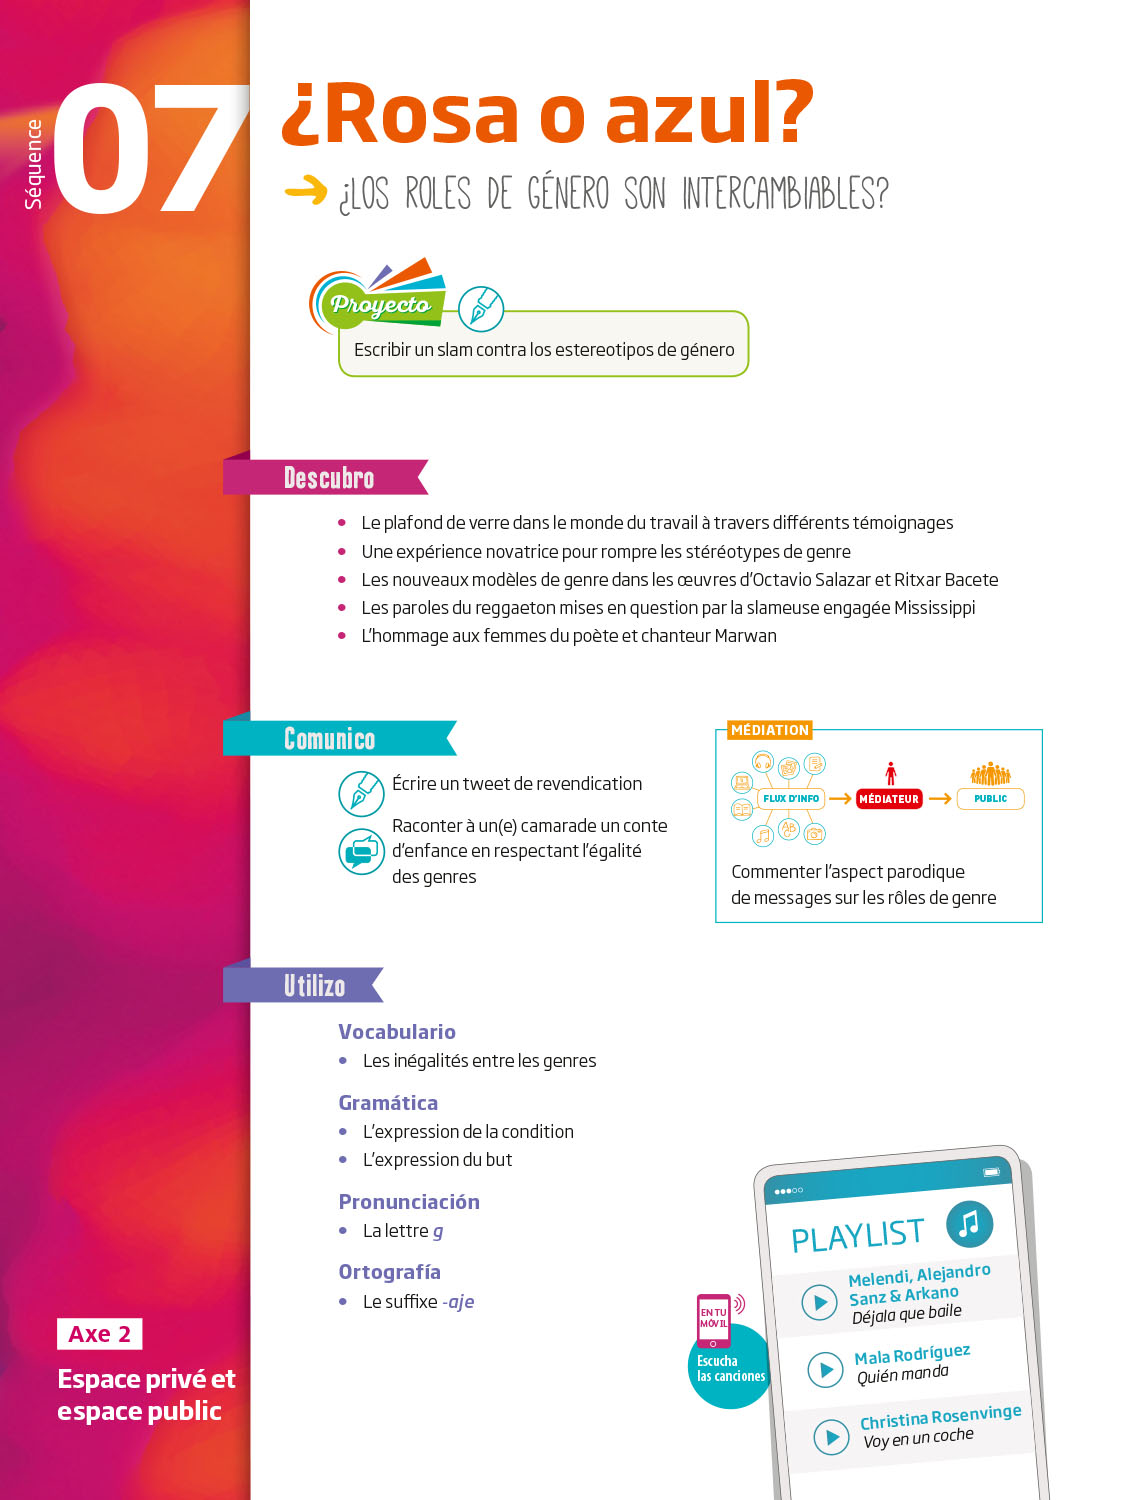 Séquence
07
¿Rosa o azul?
¿LOS ROLES DE GÉNERO SON INTERCAMBIABLES?
Proyecto
Escribir un slam contra los estereotipos de género
Descubro
• Le plafond de verre dans le monde du travail à travers différents témoignages
• Une expérience novatrice pour rompre les stéréotypes de genre
• Les nouveaux modèles de genre dans les œuvres d'Octavio Salazar et Ritxar Bacete
• Les paroles du reggaeton mises en question par la slameuse engagée Mississippi
• L'hommage aux femmes du poète et chanteur Marwan
Comunico
Écrire un tweet de revendication
Raconter à un(e) camarade un conte
d'enfance en respectant l'égalité
des genres
MÉDIATION
FLUX D'INFO
MÉDIATEUR
PUBLIC
ABC
Commenter l'aspect parodique
de messages sur les rôles de genre
Utilizo
Vocabulario
• Les inégalités entre les genres
Gramática
• L'expression de la condition
• L'expression du but
Pronunciación
• La lettre g
Ortografía
• Le suffixe -aje
Axe 2
Espace privé et
espace public
EN TU
MÓVIL
Escucha
las canciones
PLAYLIST
Melendi, Alejandro
Sanz & Arkano
Déjala que baile
Mala Rodríguez
Quién manda
Christina Rosenvinge
Voy en un coche